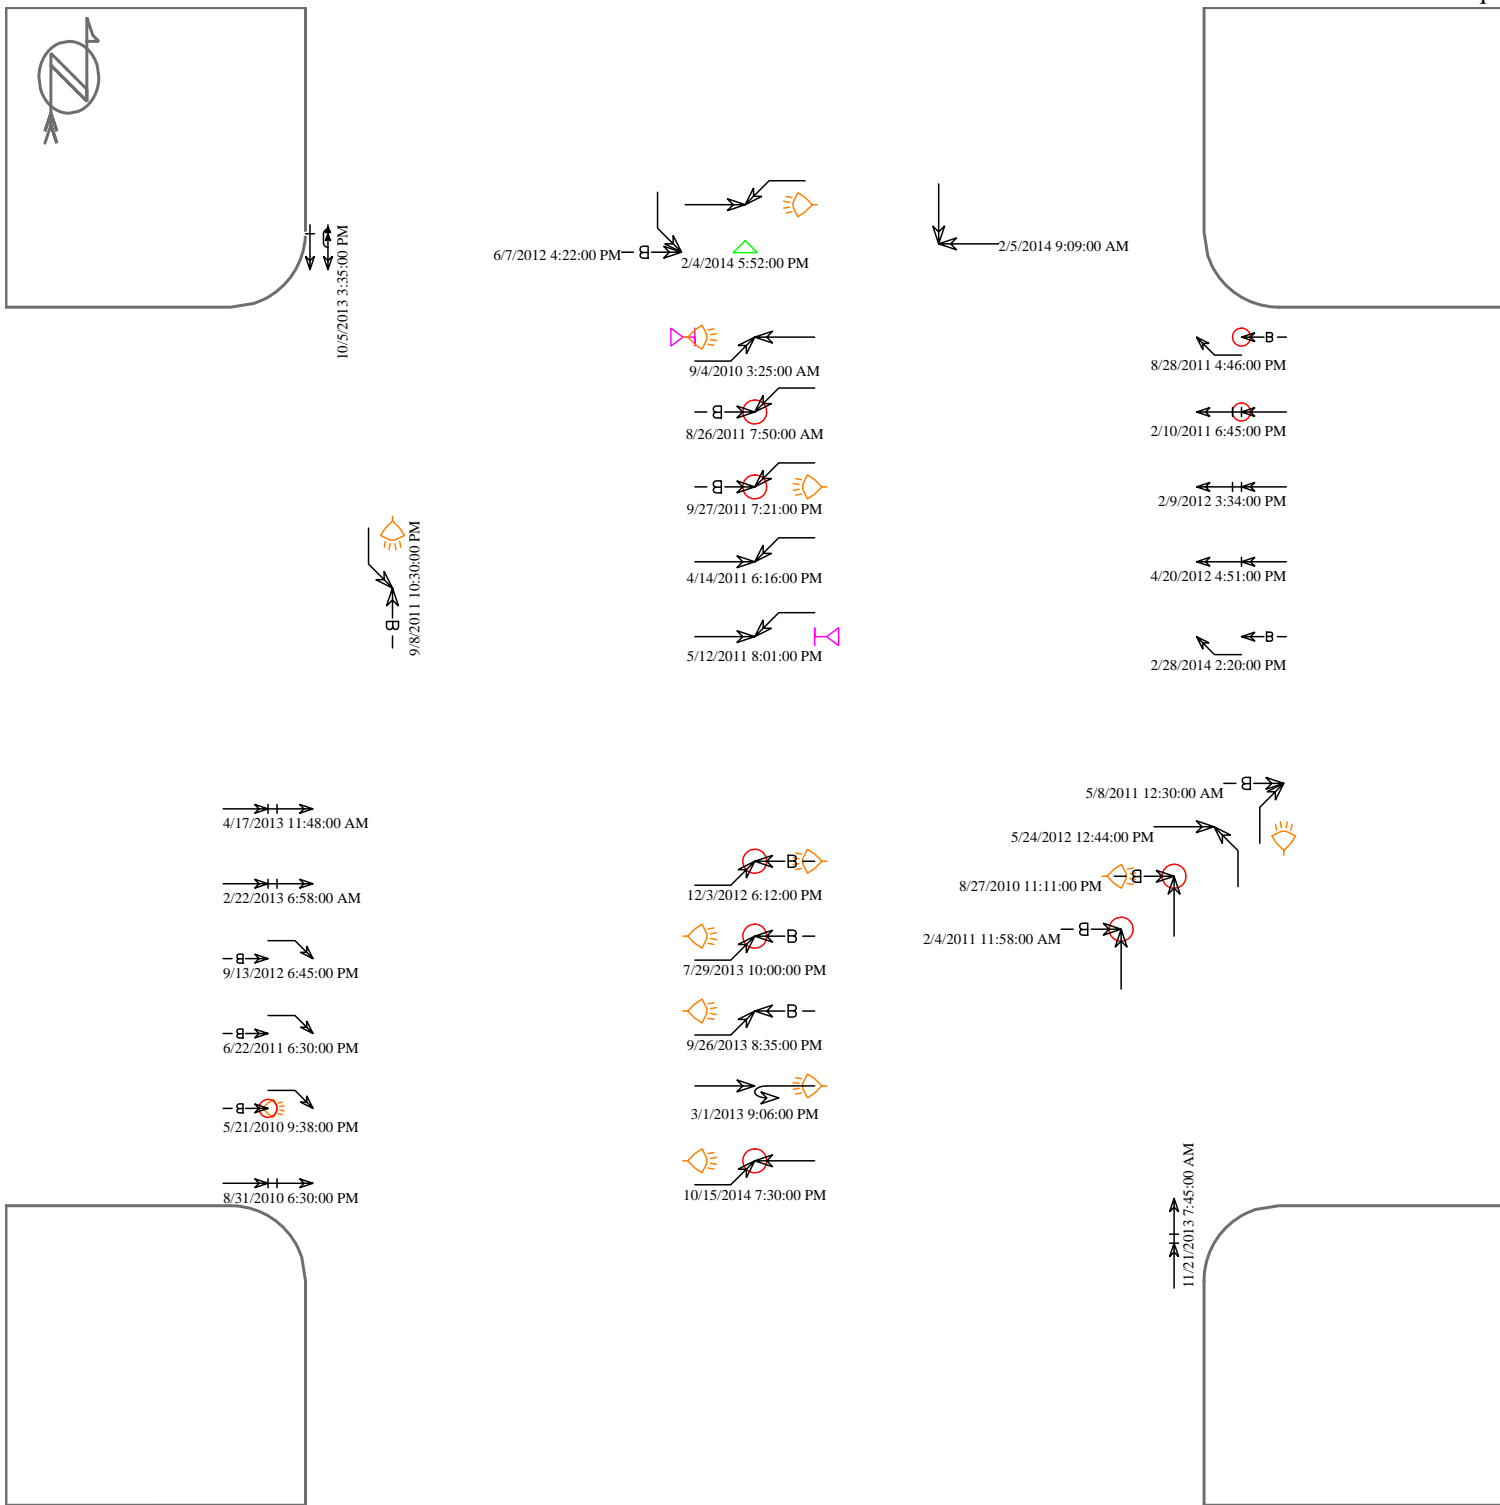 N
6/7/2012 4:22:00 PM
B
2/4/2014 5:52:00 PM
2/5/2014 9:09:00 AM
10/5/2013 3:35:00 PM
9/4/2010 3:25:00 AM
B
8/28/2011 4:46:00 PM
B
8/26/2011 7:50:00 AM
2/10/2011 6:45:00 PM
B
9/27/2011 7:21:00 PM
2/9/2012 3:34:00 PM
4/14/2011 6:16:00 PM
4/20/2012 4:51:00 PM
B
9/8/2011 10:30:00 PM
5/12/2011 8:01:00 PM
B
2/28/2014 2:20:00 PM
5/8/2011 12:30:00 AM
B
4/17/2013 11:48:00 AM
5/24/2012 12:44:00 PM
B
12/3/2012 6:12:00 PM
8/27/2010 11:11:00 PM
B
2/22/2013 6:58:00 AM
B
7/29/2013 10:00:00 PM
2/4/2011 11:58:00 AM
B
B
9/13/2012 6:45:00 PM
B
9/26/2013 8:35:00 PM
B
6/22/2011 6:30:00 PM
3/1/2013 9:06:00 PM
B
5/21/2010 9:38:00 PM
10/15/2014 7:30:00 PM
8/31/2010 6:30:00 PM
11/21/2013 7:45:00 AM